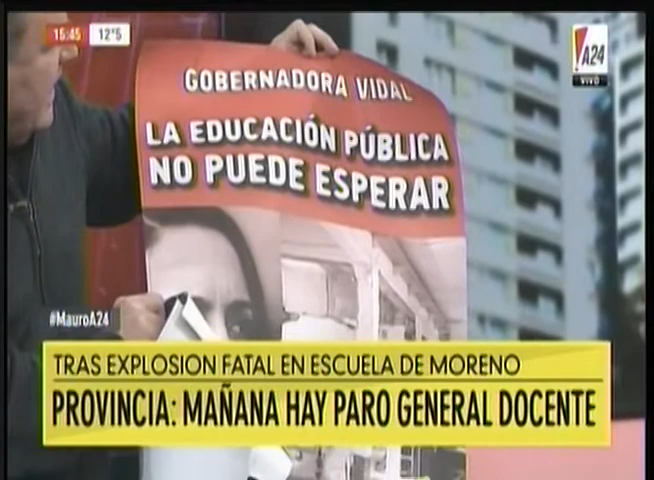 15:45 12°5
A24
VIVO
GOBERNADORA VIDAL
LA EDUCACIÓN PÚBLICA
NO PUEDE ESPERAR
#MauroA24
TRAS EXPLOSION FATAL EN ESCUELA DE MORENO
PROVINCIA: MAÑANA HAY PARO GENERAL DOCENTE